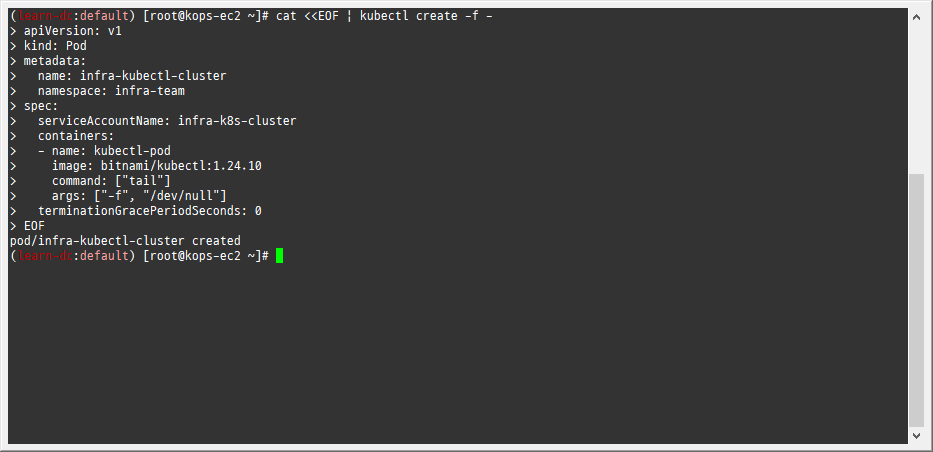 (learn-dt:default) [root@kops-ec2 ~]# cat <<EOF | kubectl create -f -
> apiVersion: v1
> kind: Pod
> metadata:
>   name: infra-kubectl-cluster
>   namespace: infra-team
> spec:
>   serviceAccountName: infra-k8s-cluster
>   containers:
>   - name: kubectl-pod
>     image: bitnami/kubectl:1.24.10
>     command: ["tail"]
>     args: ["-f", "/dev/null"]
>   terminationGracePeriodSeconds: 0
> EOF
pod/infra-kubectl-cluster created
(learn-dt:default) [root@kops-ec2 ~]#